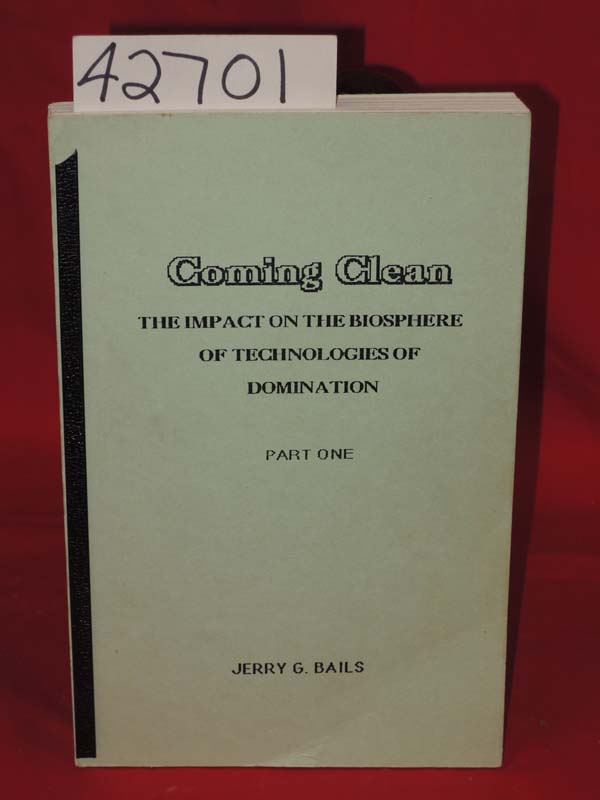 42701
Coming Clean
THE IMPACT ON THE BIOSPHERE
OF TECHNOLOGIES OF
DOMINATION
PART ONE
JERRY G. BAILS